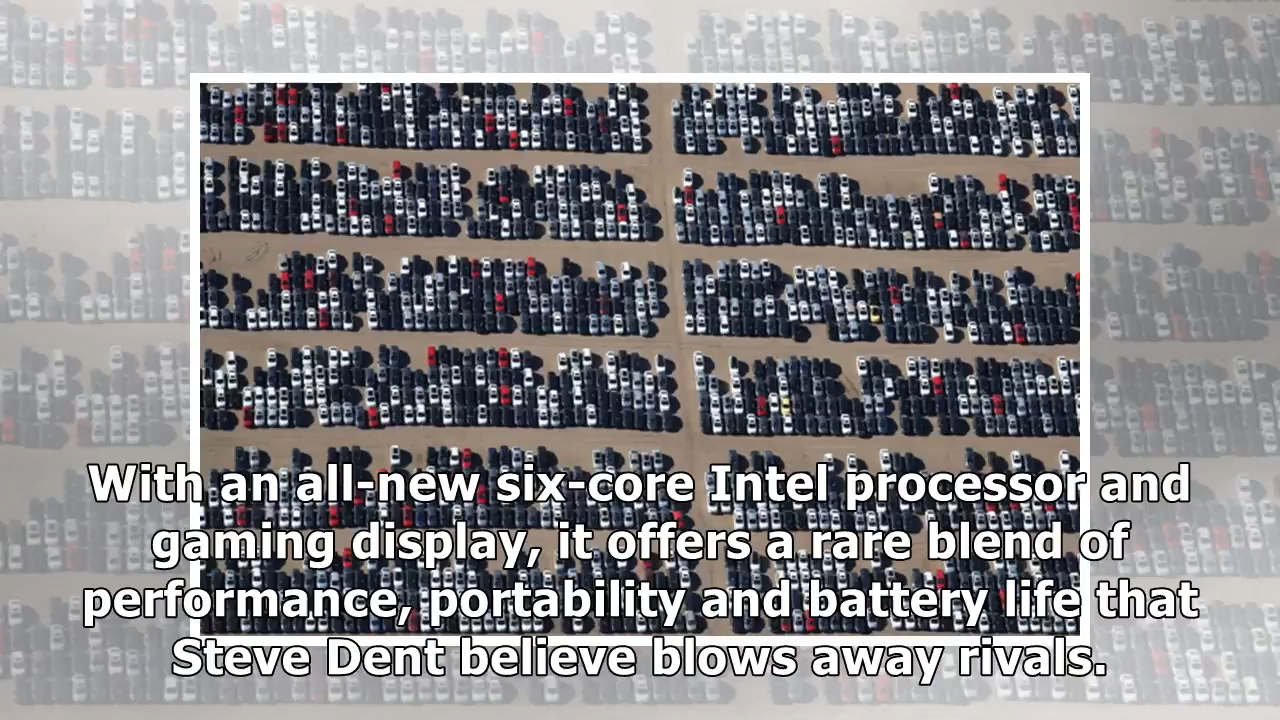 With an all-new six-core Intel processor and
gaming display, it offers a rare blend of
performance, portability and battery life that
Steve Dent believe blows away rivals.